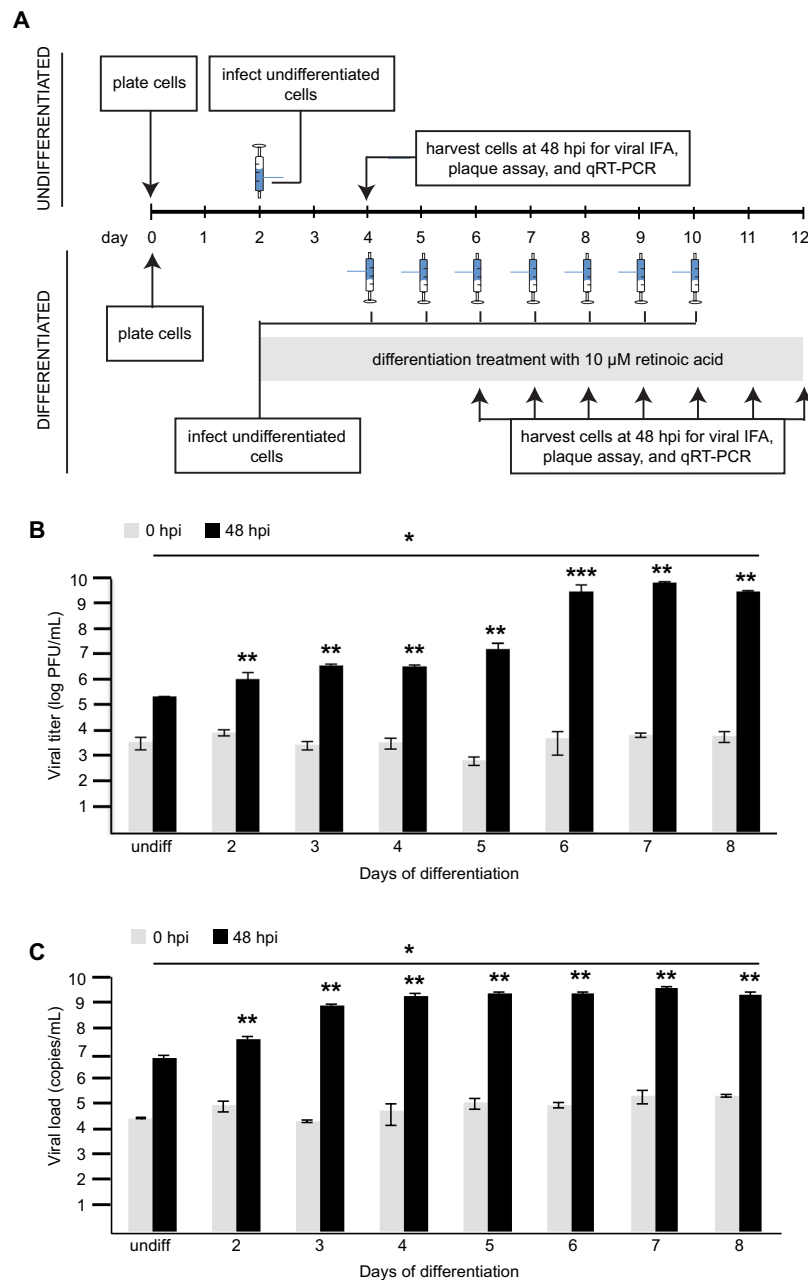 A
UNDIFFERENTIATED
plate cells
infect undifferentiated
cells
harvest cells at 48 hpi for viral IFA,
plaque assay, and qRT-PCR
day 0 1 2 3 4 5 6 7 8 9 10 11 12
DIFFERENTIATED
plate cells
differentiation treatment with 10 µM retinoic acid
infect undifferentiated
cells
harvest cells at 48 hpi for viral IFA,
plaque assay, and qRT-PCR
B
0 hpi 48 hpi
*
** ** ** ** *** ** **
Viral titer (log PFU/mL)
10
9
8
7
6
5
4
3
2
1
undiff 2 3 4 5 6 7 8
Days of differentiation
C
0 hpi 48 hpi
*
** ** ** ** ** ** **
Viral load (copies/mL)
10
9
8
7
6
5
4
3
2
1
undiff 2 3 4 5 6 7 8
Days of differentiation